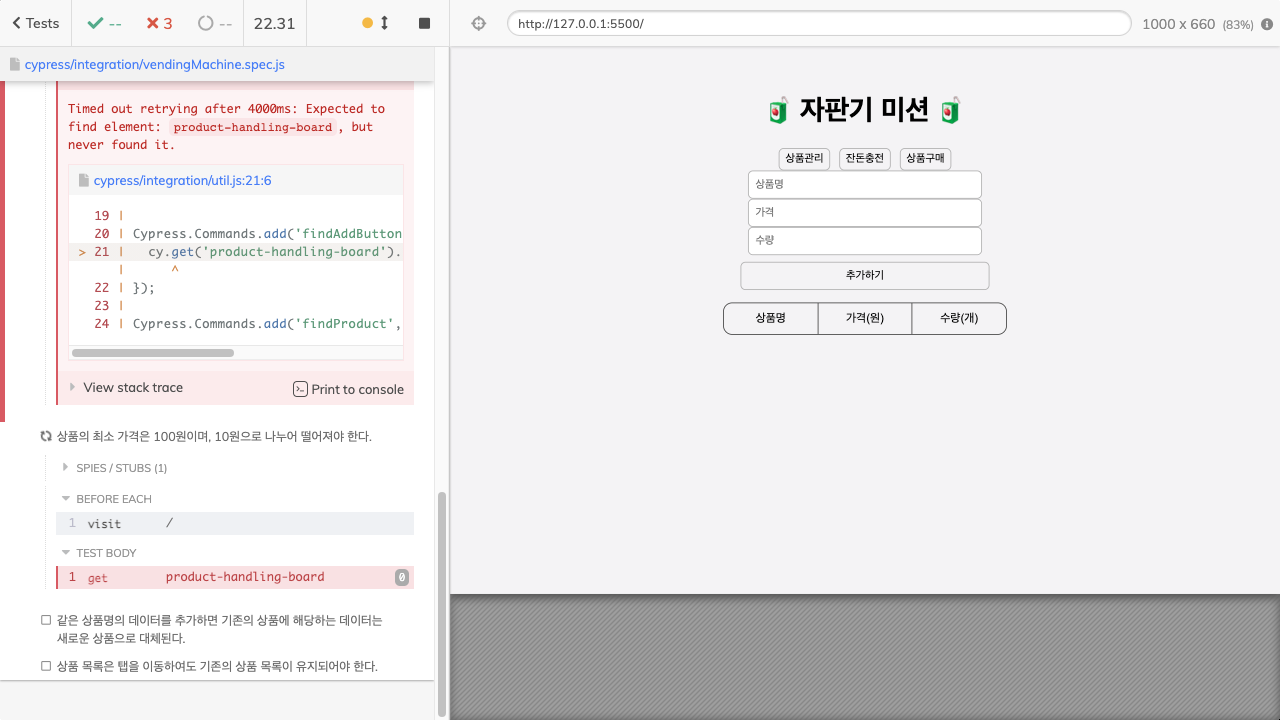 Tests
--
3
--
22.31
http://127.0.0.1:5500/
1000 x 660 (83%)
cypress/integration/vendingMachine.spec.js
Timed out retrying after 4000ms: Expected to
find element: product-handling-board, but
never found it.
cypress/integration/util.js:21:6
19 |
20 | Cypress.Commands.add('findAddButton
> 21 |   cy.get('product-handling-board').
|      ^
22 | });
23 |
24 | Cypress.Commands.add('findProduct',
View stack trace
Print to console
상품의 최소 가격은 100원이며, 10원으로 나누어 떨어져야 한다.
SPIES / STUBS (1)
BEFORE EACH
1 visit /
TEST BODY
1 get product-handling-board 0
같은 상품명의 데이터를 추가하면 기존의 상품에 해당하는 데이터는
새로운 상품으로 대체된다.
상품 목록은 탭을 이동하여도 기존의 상품 목록이 유지되어야 한다.
자판기 미션
상품관리 잔돈충전 상품구매
상품명
가격
수량
추가하기
상품명 가격(원) 수량(개)